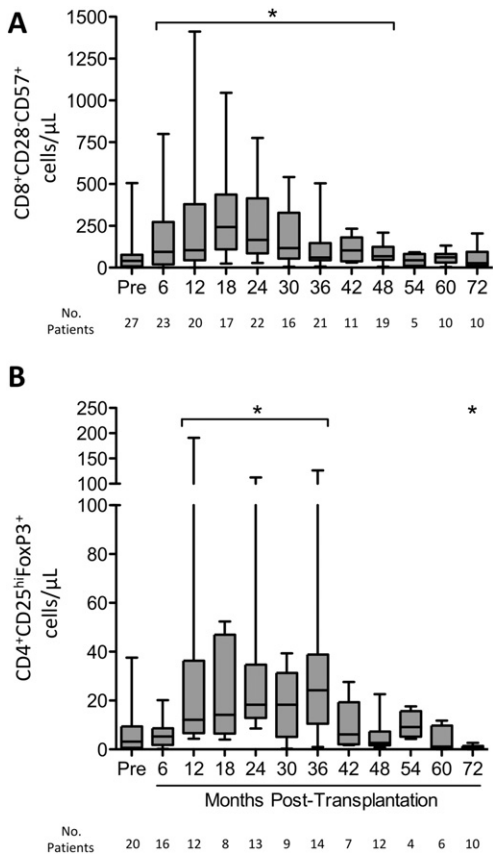 A
*
CD8⁺CD28⁻CD57⁺
cells/μL
1500
1250
1000
750
500
250
0
Pre 6 12 18 24 30 36 42 48 54 60 72
No.
Patients
27 23 20 17 22 16 21 11 19 5 10 10
B
* *
CD4⁺CD25ʰⁱFoxP3⁺
cells/μL
250
200
150
100
100
80
60
40
20
0
Pre 6 12 18 24 30 36 42 48 54 60 72
Months Post-Transplantation
No.
Patients
20 16 12 8 13 9 14 7 12 4 6 10